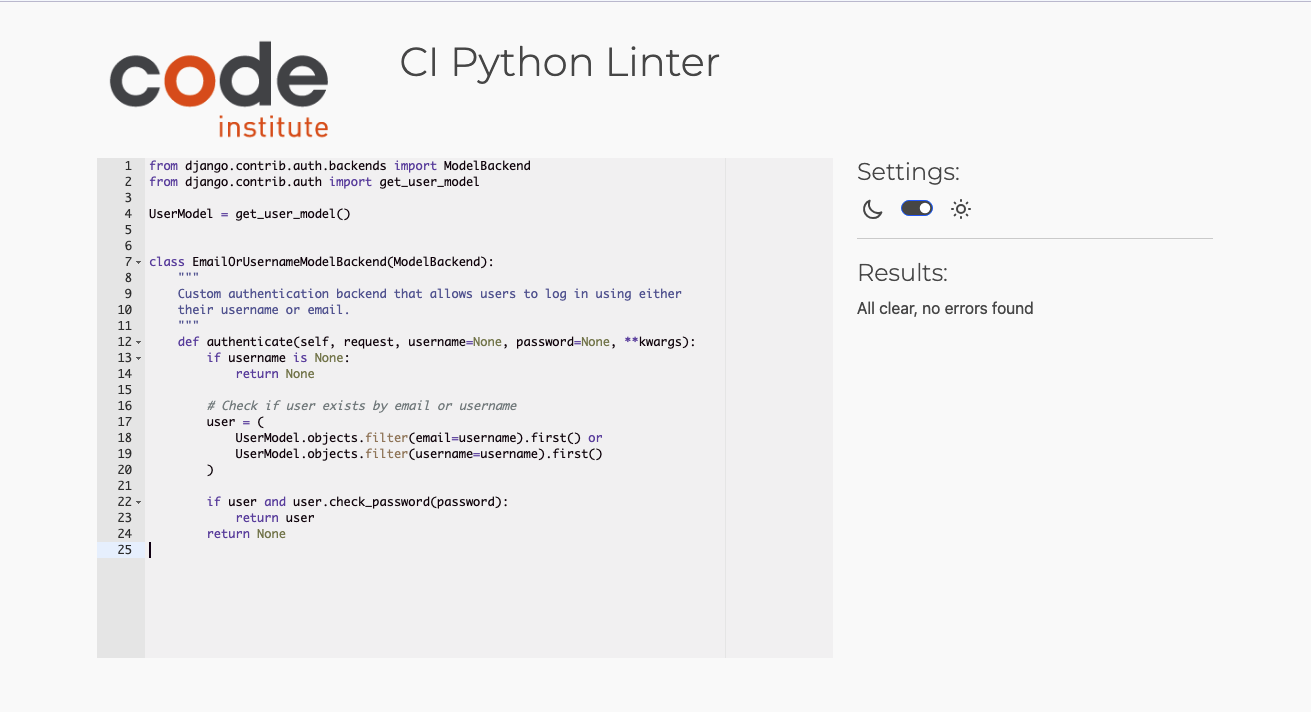 code
institute
CI Python Linter
1 from django.contrib.auth.backends import ModelBackend
2 from django.contrib.auth import get_user_model
3
4 UserModel = get_user_model()
5
6
7 class EmailOrUsernameModelBackend(ModelBackend):
8     """
9     Custom authentication backend that allows users to log in using either
10     their username or email.
11     """
12     def authenticate(self, request, username=None, password=None, **kwargs):
13         if username is None:
14             return None
15
16         # Check if user exists by email or username
17         user = (
18             UserModel.objects.filter(email=username).first() or
19             UserModel.objects.filter(username=username).first()
20         )
21
22         if user and user.check_password(password):
23             return user
24         return None
25
Settings:
Results:
All clear, no errors found